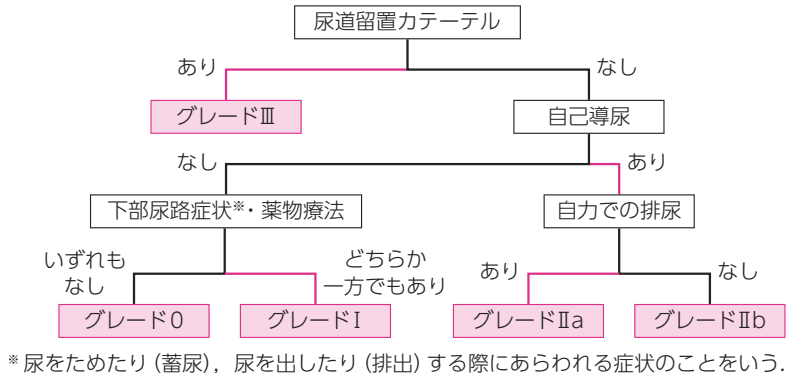 尿道留置カテーテル
あり
なし
グレードⅢ
自己導尿
なし
あり
下部尿路症状※・薬物療法
自力での排尿
いずれも
なし
どちらか
一方でもあり
あり
なし
グレード0
グレードⅠ
グレードⅡa
グレードⅡb
※尿をためたり(蓄尿),尿を出したり(排出)する際にあらわれる症状のことをいう.